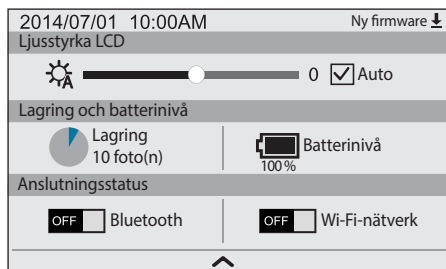 2014/07/01 10:00AM Ny firmware
Ljusstyrka LCD
A 0 Auto
Lagring och batterinivå
Lagring
10 foto(n)
Batterinivå
100%
Anslutningsstatus
OFF Bluetooth OFF Wi-Fi-nätverk